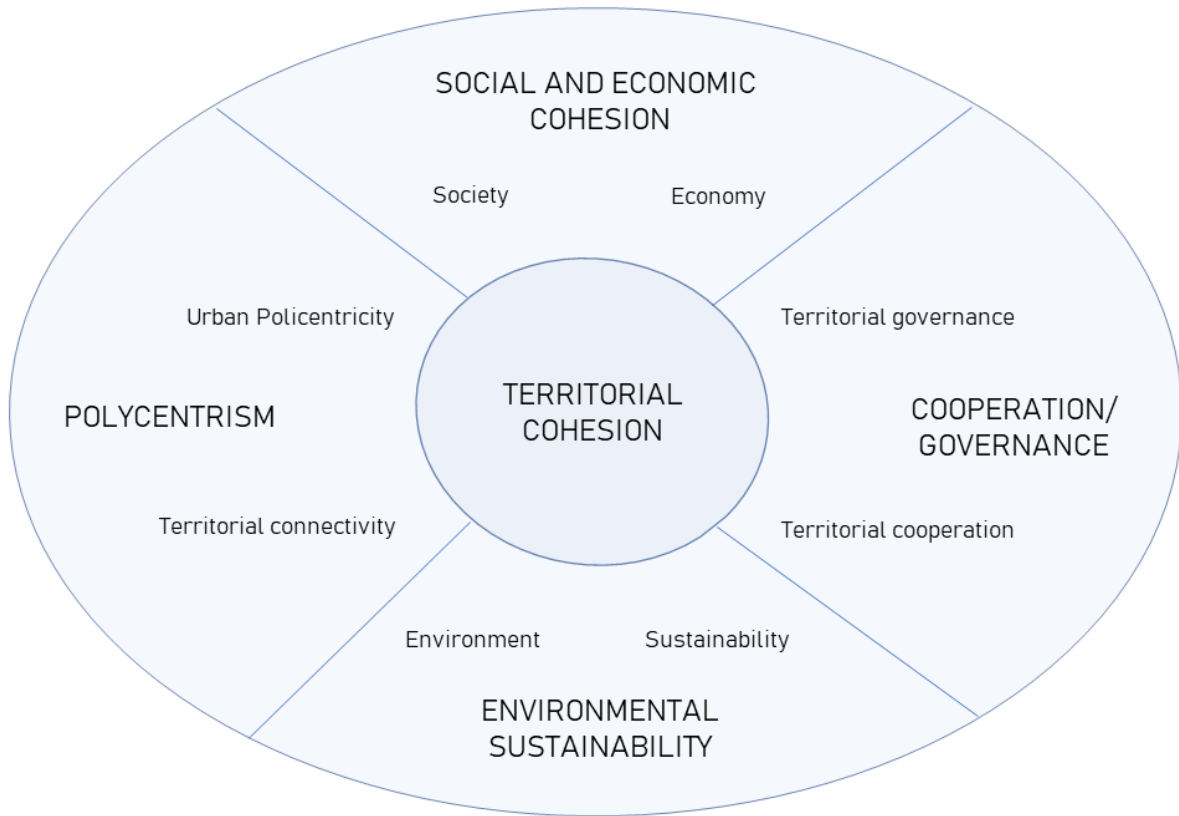 SOCIAL AND ECONOMIC
COHESION
Society
Economy
Urban Policentricity
Territorial governance
POLYCENTRISM
TERRITORIAL
COHESION
COOPERATION/
GOVERNANCE
Territorial connectivity
Territorial cooperation
Environment
Sustainability
ENVIRONMENTAL
SUSTAINABILITY